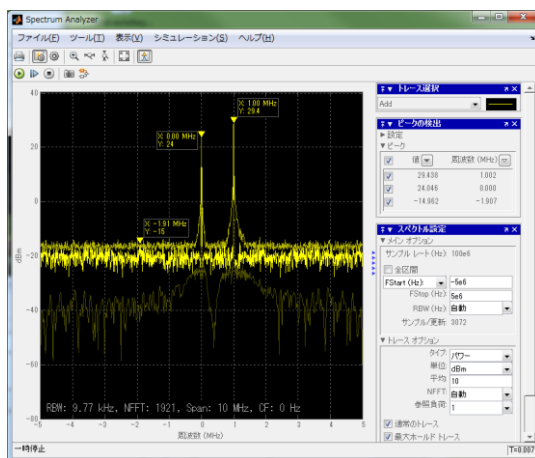 Spectrum Analyzer
ファイル(F) ツール(T) 表示(V) シミュレーション(S) ヘルプ(H)
トレース選択
Add
ピークの検出
設定
ピーク
値 周波数 (MHz)
29.438 1.002
24.046 0.000
-14.962 -1.907
スペクトル設定
メイン オプション
サンプル レート (Hz): 100e6
全区間
FStart (Hz): -5e6
FStop (Hz): 5e6
RBW (Hz): 自動
サンプル/更新: 3072
トレース オプション
タイプ: パワー
単位: dBm
平均: 10
NFFT: 自動
参照負荷: 1
通常のトレース
最大ホールド トレース
40
20
0
-20
-40
-60
-80
dBm
X: 1.00 MHz
Y: 29.4
X: 0.00 MHz
Y: 24
X: -1.91 MHz
Y: -15
RBW: 9.77 kHz, NFFT: 1921, Span: 10 MHz, CF: 0 Hz
-5 -4 -3 -2 -1 0 1 2 3 4 5
周波数 (MHz)
一時停止 T=0.007